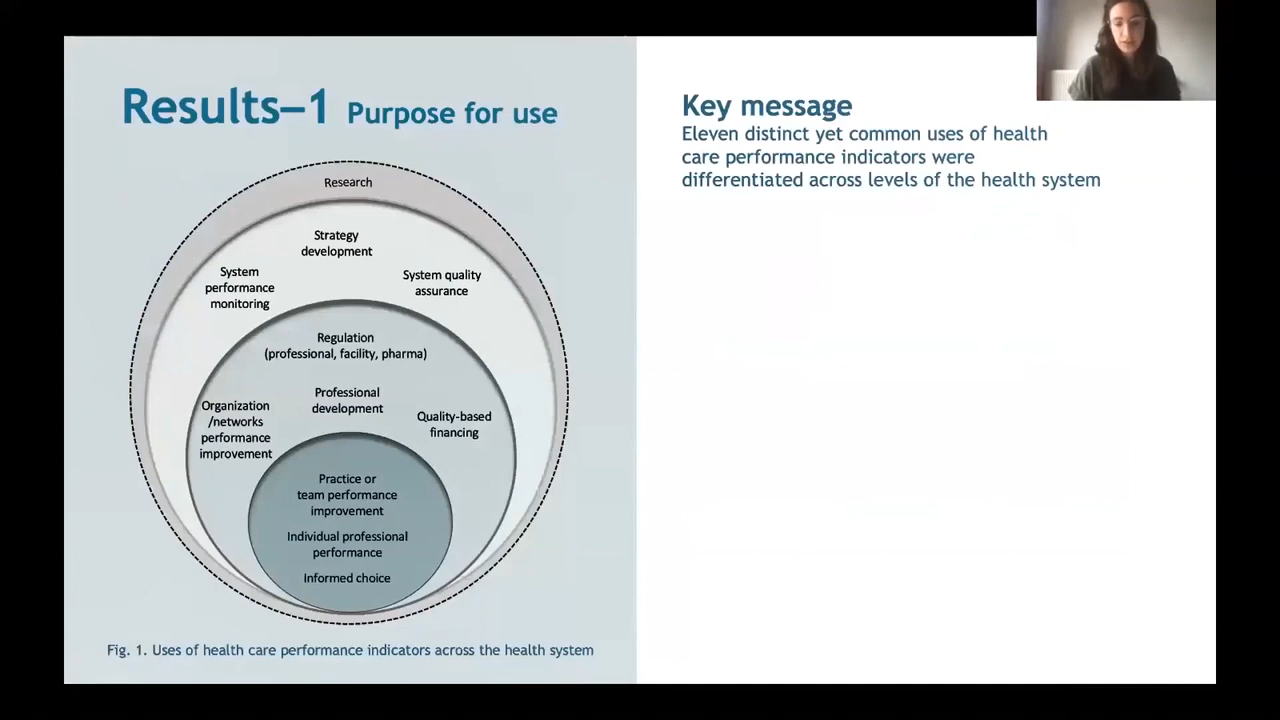 Results–1 Purpose for use
Research
Strategy
development
System
performance
monitoring
System quality
assurance
Regulation
(professional, facility, pharma)
Professional
development
Organization
/networks
performance
improvement
Quality-based
financing
Practice or
team performance
improvement
Individual professional
performance
Informed choice
Fig. 1. Uses of health care performance indicators across the health system
Key message
Eleven distinct yet common uses of health
care performance indicators were
differentiated across levels of the health system